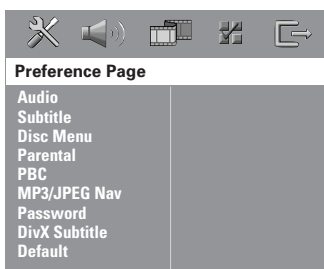 Preference Page
Audio
Subtitle
Disc Menu
Parental
PBC
MP3/JPEG Nav
Password
DivX Subtitle
Default